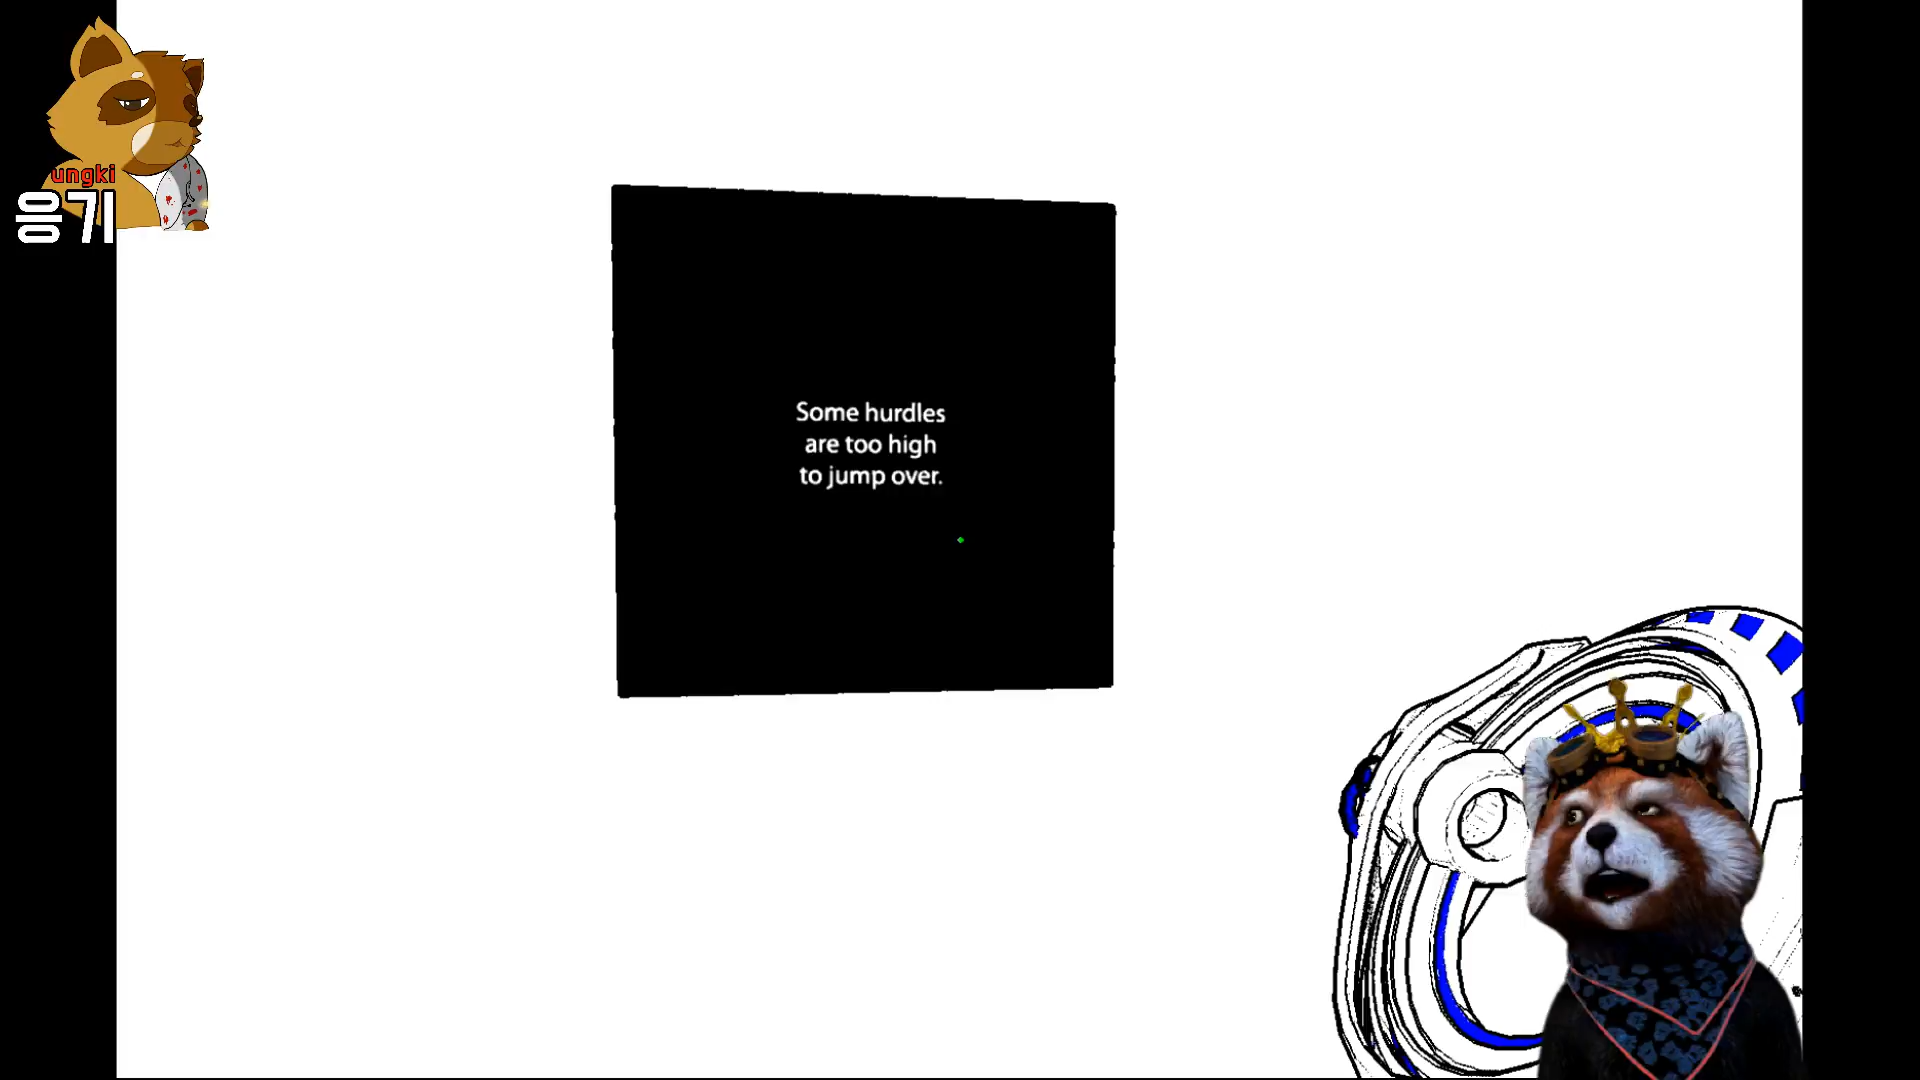 ungki
응기
Some hurdles
are too high
to jump over.